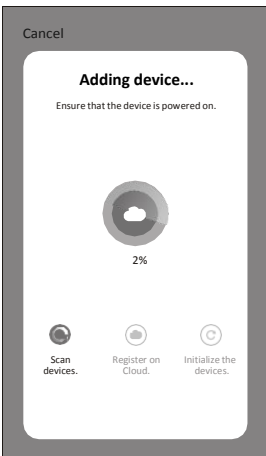 Cancel
Adding device...
Ensure that the device is powered on.
2%
Scan
devices.
Register on
Cloud.
Initialize the
devices.